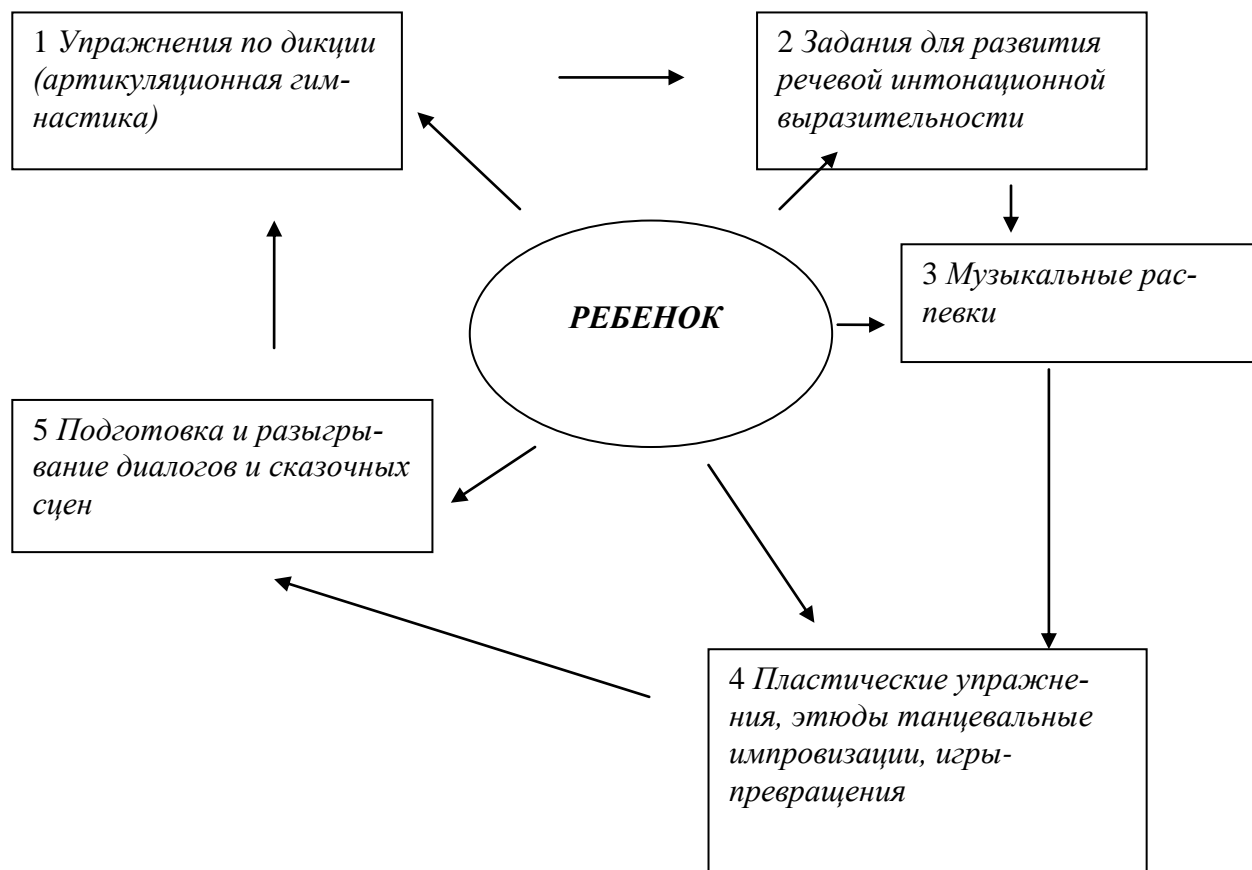 1 Упражнения по дикции
(артикуляционная гим-
настика)
2 Задания для развития
речевой интонационной
выразительности
РЕБЕНОК
3 Музыкальные рас-
певки
5 Подготовка и разыгры-
вание диалогов и сказочных
сцен
4 Пластические упражне-
ния, этюды танцевальные
импровизации, игры-
превращения